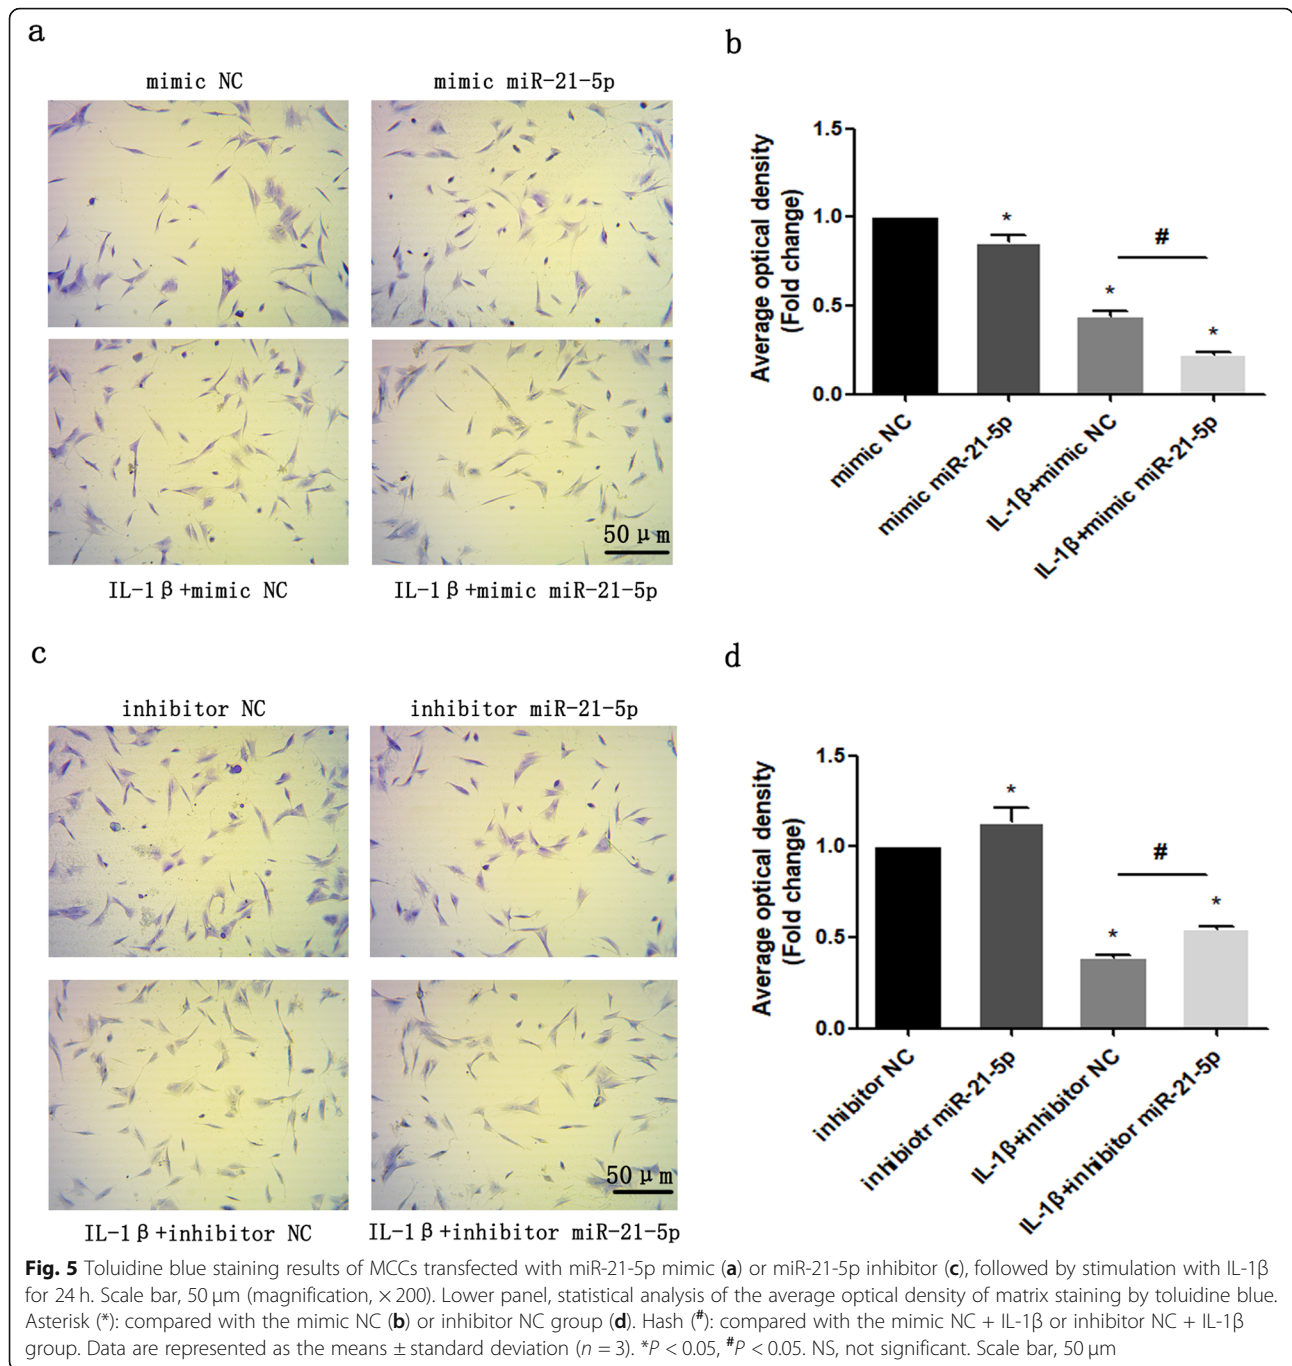 a
mimic NC
mimic miR-21-5p
IL-1β+mimic NC
IL-1β+mimic miR-21-5p
50 μm
b
Average optical density
(Fold change)
1.5
1.0
0.5
0.0
*
*
*
#
mimic NC
mimic miR-21-5p
IL-1β+mimic NC
IL-1β+mimic miR-21-5p
c
inhibitor NC
inhibitor miR-21-5p
50 μm
IL-1β+inhibitor NC
IL-1β+inhibitor miR-21-5p
d
Average optical density
(Fold change)
1.5
1.0
0.5
0.0
*
*
*
#
inhibitor NC
inhibiotr miR-21-5p
IL-1β+inhibitor NC
IL-1β+inhibitor miR-21-5p
Fig. 5 Toluidine blue staining results of MCCs transfected with miR-21-5p mimic (a) or miR-21-5p inhibitor (c), followed by stimulation with IL-1β
for 24 h. Scale bar, 50 μm (magnification, × 200). Lower panel, statistical analysis of the average optical density of matrix staining by toluidine blue.
Asterisk (*): compared with the mimic NC (b) or inhibitor NC group (d). Hash (#): compared with the mimic NC + IL-1β or inhibitor NC + IL-1β
group. Data are represented as the means ± standard deviation (n = 3). *P < 0.05, #P < 0.05. NS, not significant. Scale bar, 50 μm